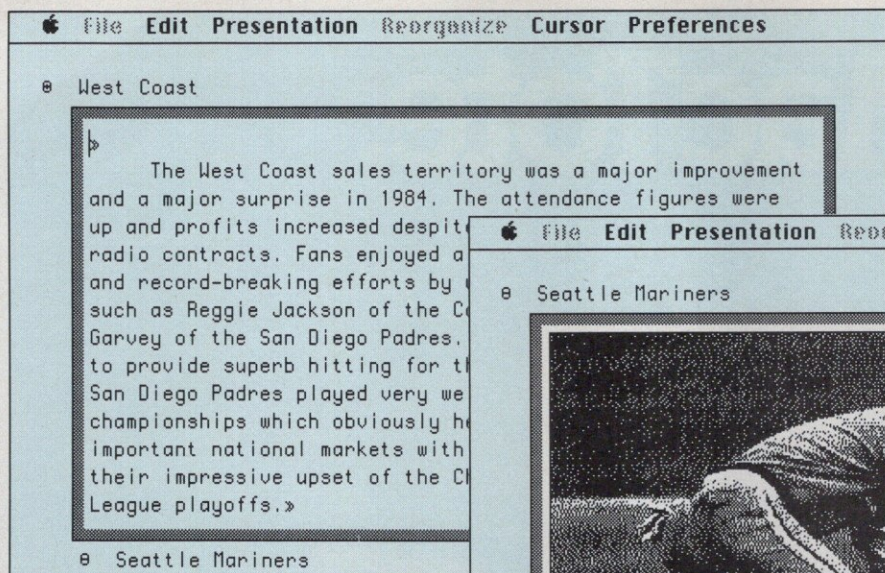 File Edit Presentation Reorganize Cursor Preferences
West Coast
»
The West Coast sales territory was a major improvement
and a major surprise in 1984. The attendance figures were
up and profits increased despit
radio contracts. Fans enjoyed a
and record-breaking efforts by
such as Reggie Jackson of the C
Garvey of the San Diego Padres.
to provide superb hitting for th
San Diego Padres played very we
championships which obviously h
important national markets with
their impressive upset of the Ch
League playoffs.»
Seattle Mariners
File Edit Presentation Reor
Seattle Mariners